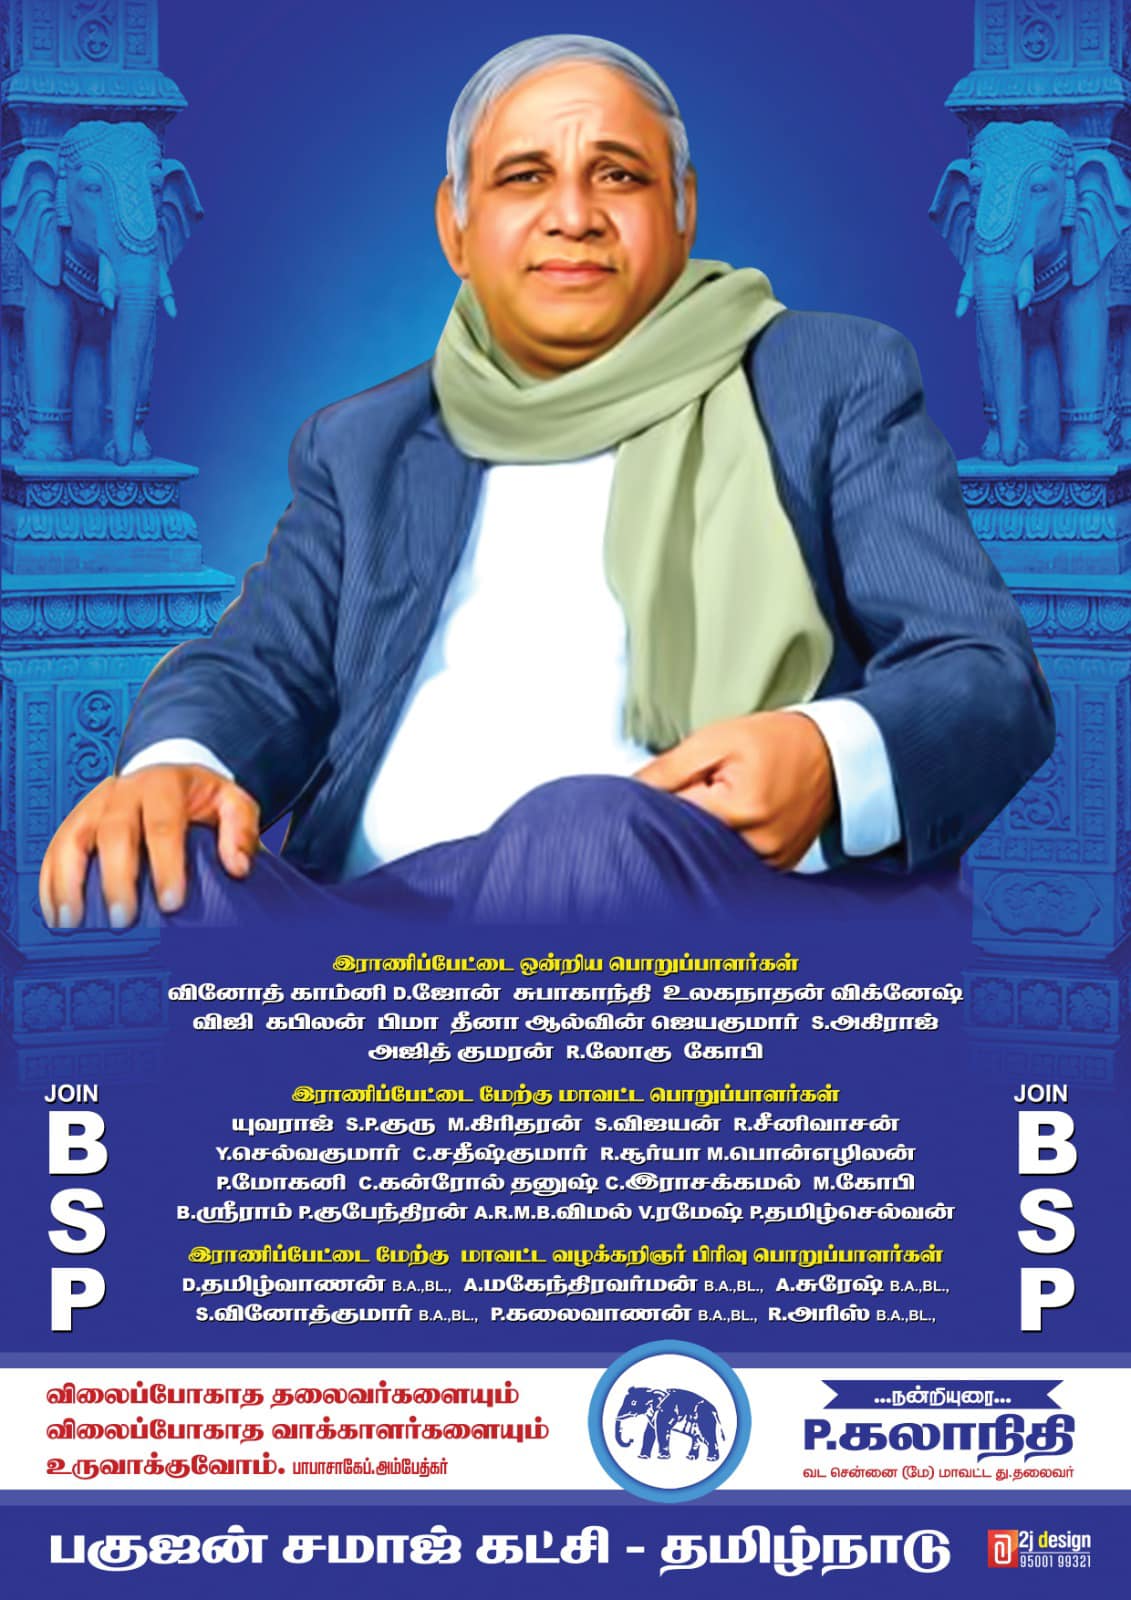 இராணிப்பேட்டை ஒன்றிய பொறுப்பாளர்கள்
வினோத் காம்னி D.ஜோன் சுபாகாந்தி உலகநாதன் விக்னேஷ்
விஜி கபிலன் பிமா தீனா ஆல்வின் ஜெயகுமார் S.அகிராஜ்
அஜித் குமரன் R.லோகு கோபி
இராணிப்பேட்டை மேற்கு மாவட்ட பொறுப்பாளர்கள்
யுவராஜ் S.P.குரு M.கிரிதரன் S.விஜயன் R.சீனிவாசன்
Y.செல்வகுமார் C.சதீஷ்குமார் R.சூர்யா M.பொன்எழிலன்
P.மோகனி C.கன்ரோல் தனுஷ் C.இராசக்கமல் M.கோபி
B.ஸ்ரீராம் P.குபேந்திரன் A.R.M.B.விமல் V.ரமேஷ் P.தமிழ்செல்வன்
இராணிப்பேட்டை மேற்கு மாவட்ட வழக்கறிஞர் பிரிவு பொறுப்பாளர்கள்
D.தமிழ்வாணன் B.A.,BL., A.மகேந்திரவர்மன் B.A.,BL., A.சுரேஷ் B.A.,BL.,
S.வினோத்குமார் B.A.,BL., P.கலைவாணன் B.A.,BL., R.அரிஸ் B.A.,BL.,
JOIN
B
S
P
JOIN
B
S
P
விலைப்போகாத தலைவர்களையும்
விலைப்போகாத வாக்காளர்களையும்
உருவாக்குவோம். பாபாசாகேப்.அம்பேத்கர்
...நன்றியுரை...
P.கலாநிதி
வட சென்னை (மே) மாவட்ட து.தலைவர்
பகுஜன் சமாஜ் கட்சி - தமிழ்நாடு
2j design
95001 99321